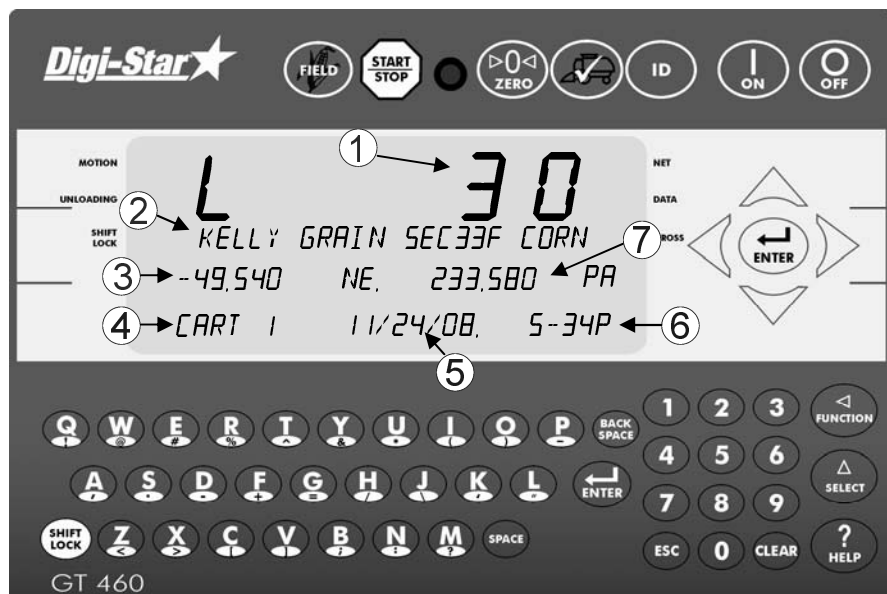 Digi-Star
FIELD
START STOP
▷0◁ ZERO
ID
| ON
O OFF
MOTION
UNLOADING
SHIFT LOCK
NET
DATA
ROSS
ENTER
L 30
KELLY GRAIN SEC33F CORN
-49,540 NE, 233,580 PA
CART 1 11/24/08, 5-34P
1
2
3
4
5
6
7
Q ! W @ E # R % T ^ Y & U * I ( O ) P - BACK SPACE
A ' S · D - F + G = H / J \ K , L " ENTER
SHIFT LOCK Z < X > C [ V ] B ; N : M ? SPACE
1 2 3 ◁ FUNCTION
4 5 6 △ SELECT
7 8 9
ESC 0 CLEAR ? HELP
GT 460